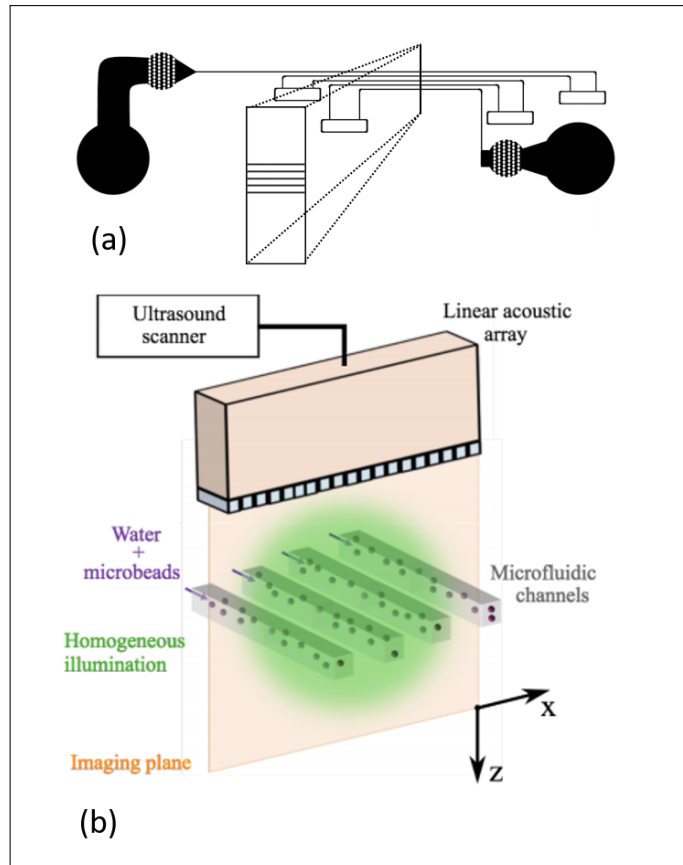 (a)
Ultrasound
scanner
Linear acoustic
array
Water
+
microbeads
Microfluidic
channels
Homogeneous
illumination
X
Imaging plane
Z
(b)